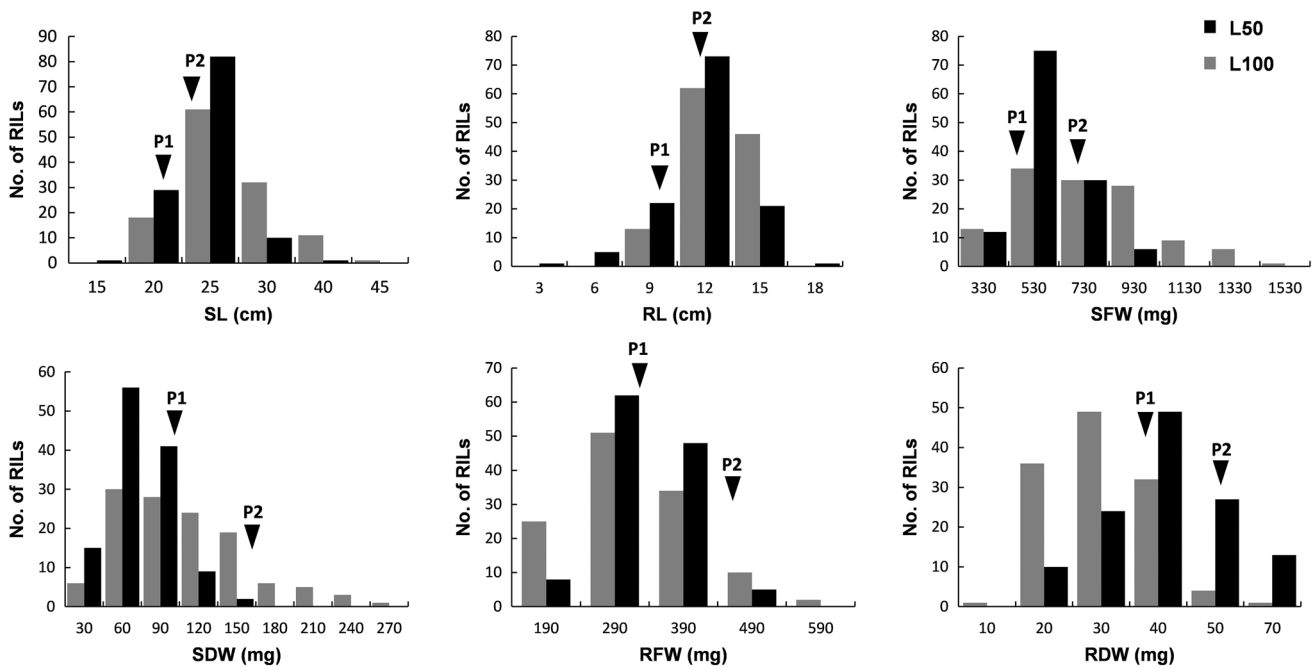 90
80
70
60
50
40
30
20
10
0
No. of RILs
P1
P2
15 20 25 30 40 45
SL (cm)
80
70
60
50
40
30
20
10
0
No. of RILs
P1
P2
3 6 9 12 15 18
RL (cm)
80
70
60
50
40
30
20
10
0
No. of RILs
P1
P2
330 530 730 930 1130 1330 1530
SFW (mg)
L50
L100
60
50
40
30
20
10
0
No. of RILs
P1
P2
30 60 90 120 150 180 210 240 270
SDW (mg)
70
60
50
40
30
20
10
0
No. of RILs
P1
P2
190 290 390 490 590
RFW (mg)
60
50
40
30
20
10
0
No. of RILs
P1
P2
10 20 30 40 50 70
RDW (mg)